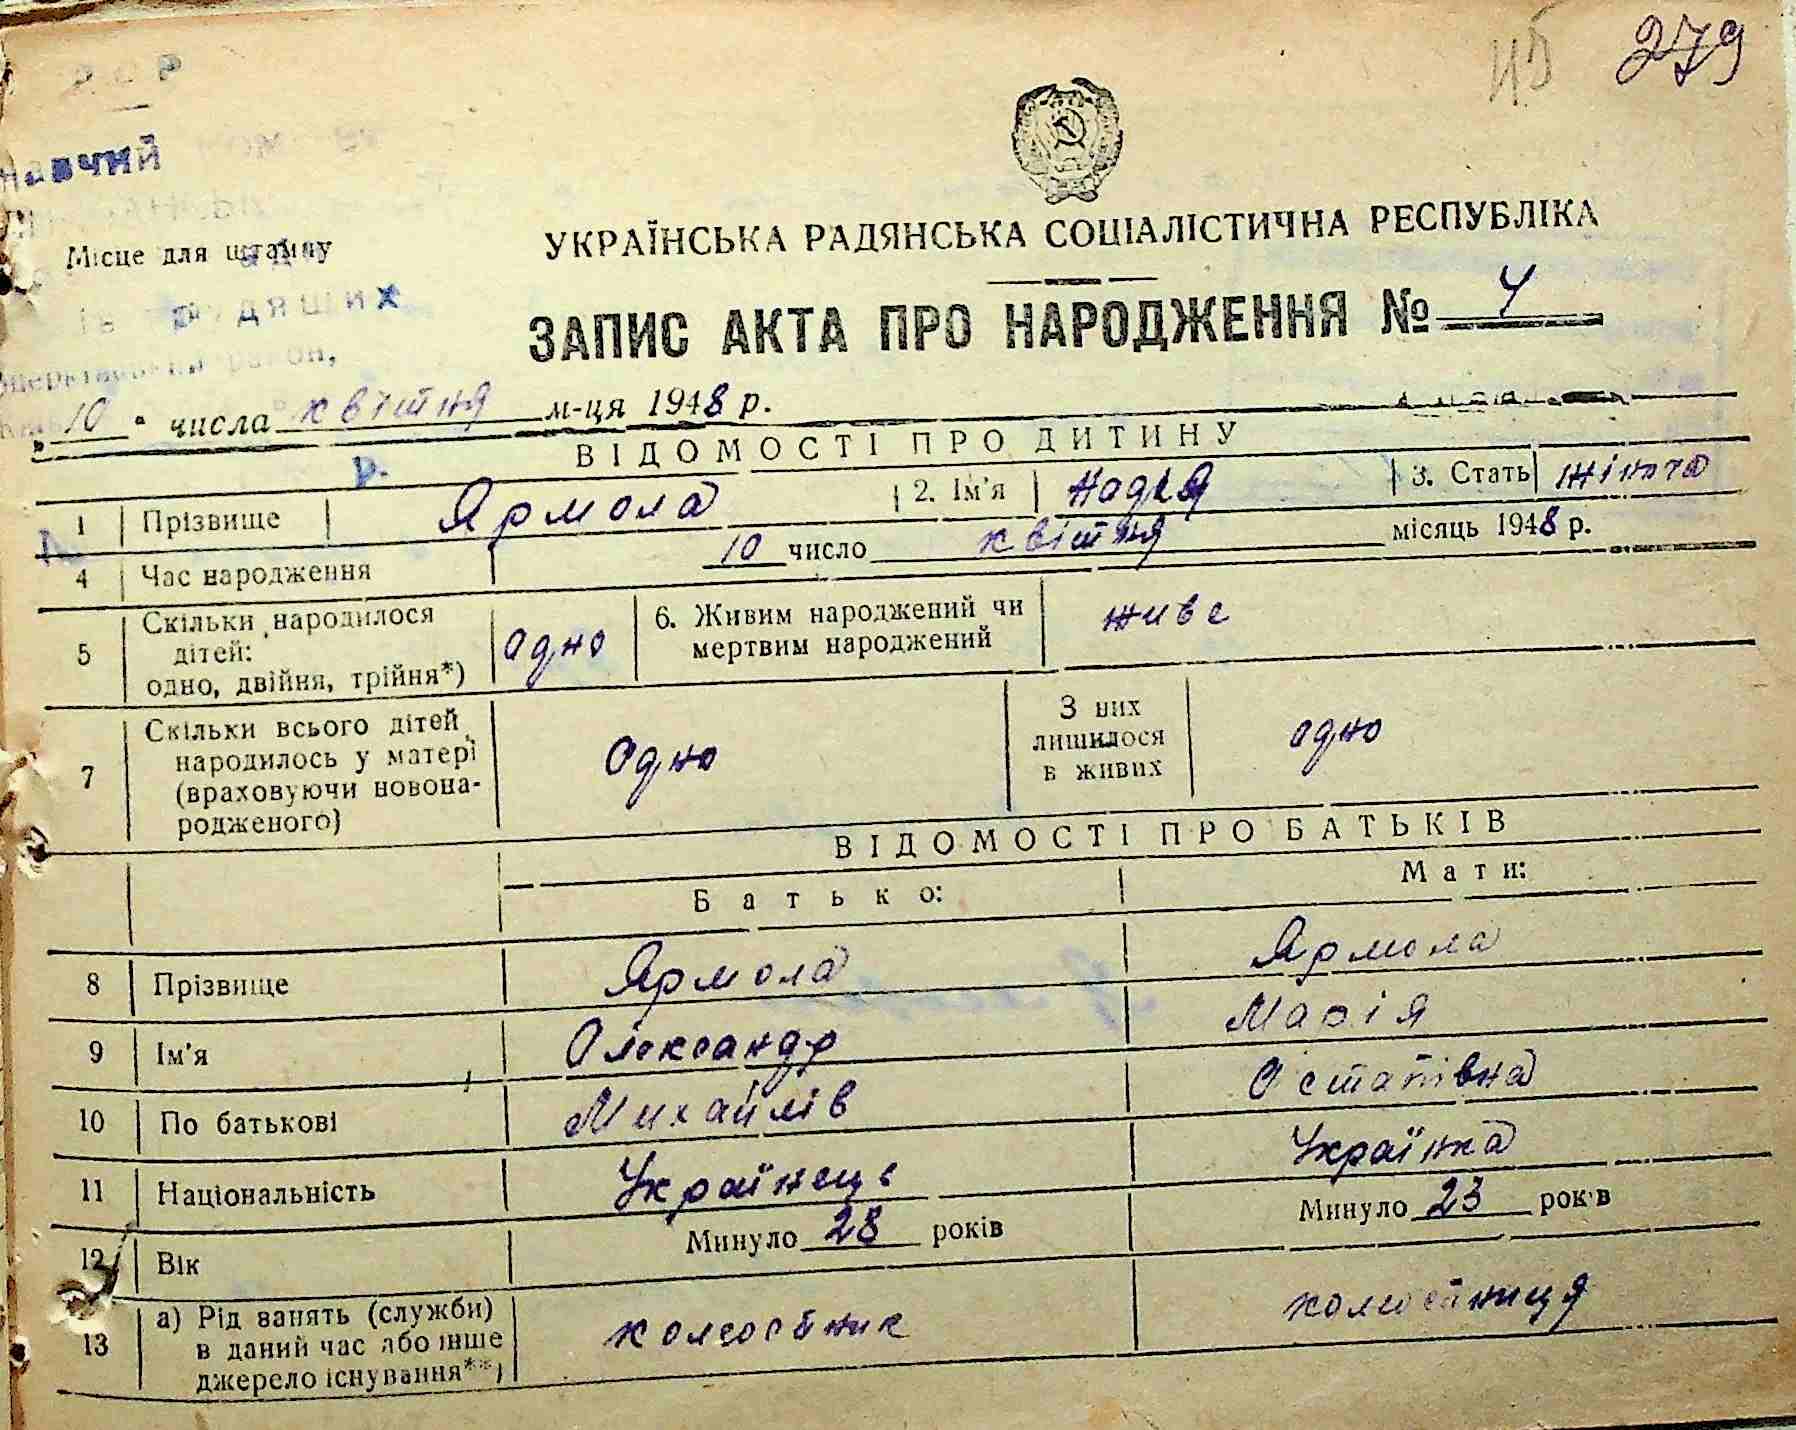 279
авчий
Місце для штампу
УКРАЇНСЬКА РАДЯНСЬКА СОЦІАЛІСТИЧНА РЕСПУБЛІКА
ЗАПИС АКТА ПРО НАРОДЖЕННЯ № 4
"10" числа квітня м-ця 1948 р.
ВІДОМОСТІ ПРО ДИТИНУ
1 Прізвище Ярмола 2. Ім'я Надія 3. Стать жіноча
4 Час народження 10 число квітня місяць 1948 р.
5 Скільки народилося дітей: одно, двійня, трійня*) одно 6. Живим народжений чи мертвим народжений живе
7 Скільки всього дітей народилось у матері (враховуючи новонародженого) Одно З них лишилося в живих одно
ВІДОМОСТІ ПРО БАТЬКІВ
Батько: Мати:
8 Прізвище Ярмола Ярмола
9 Ім'я Олександр Марія
10 По батькові Михайлів Остапівна
11 Національність Українець Українка
12 Вік Минуло 28 років Минуло 23 років
13 а) Рід занять (служби) в даний час або інше джерело існування**) колгоспник колгоспниця